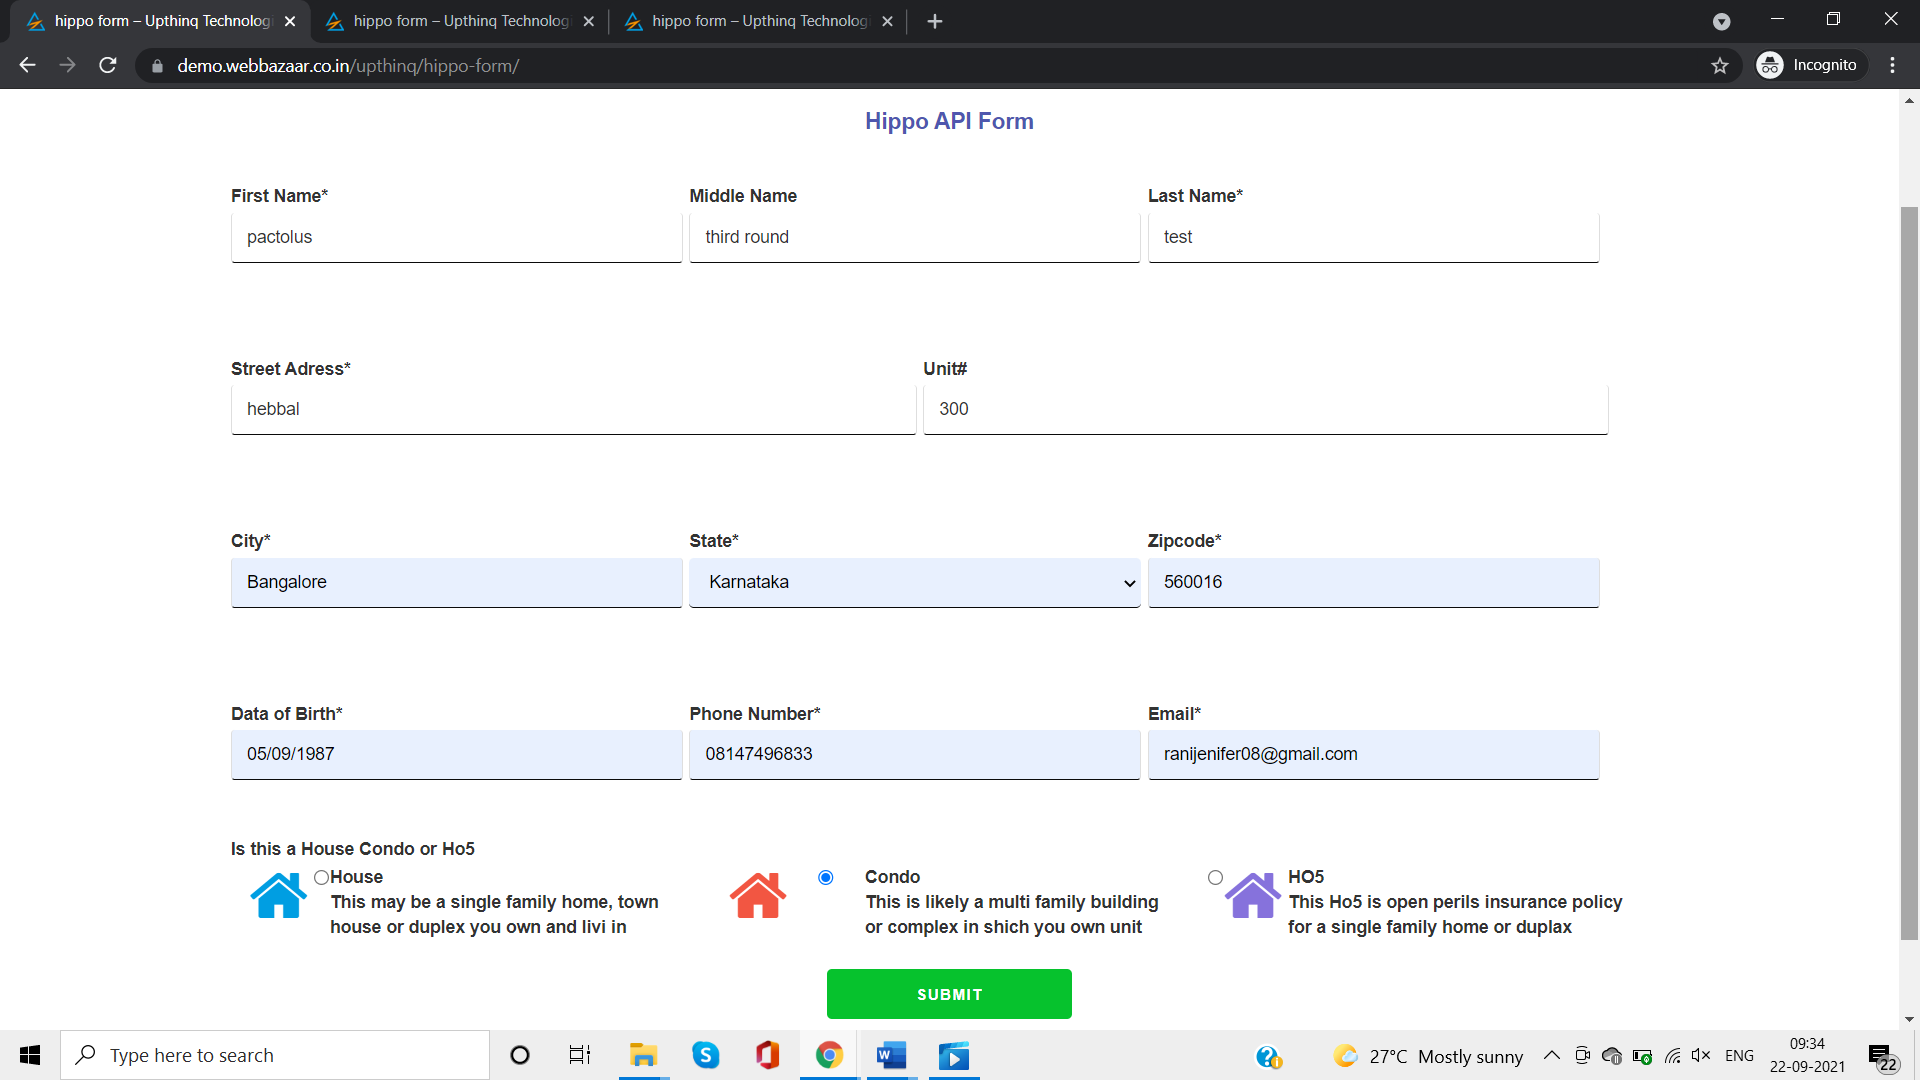 hippo form – Upthinq Technologi
hippo form – Upthinq Technologi
hippo form – Upthinq Technologi
demo.webbazaar.co.in/upthinq/hippo-form/
Incognito
Hippo API Form
First Name*
Middle Name
Last Name*
pactolus
third round
test
Street Adress*
Unit#
hebbal
300
City*
State*
Zipcode*
Bangalore
Karnataka
560016
Data of Birth*
Phone Number*
Email*
05/09/1987
08147496833
ranijenifer08@gmail.com
Is this a House Condo or Ho5
House
This may be a single family home, town
house or duplex you own and livi in
Condo
This is likely a multi family building
or complex in shich you own unit
HO5
This Ho5 is open perils insurance policy
for a single family home or duplax
SUBMIT
Type here to search
27°C Mostly sunny
ENG
09:34
22-09-2021
22